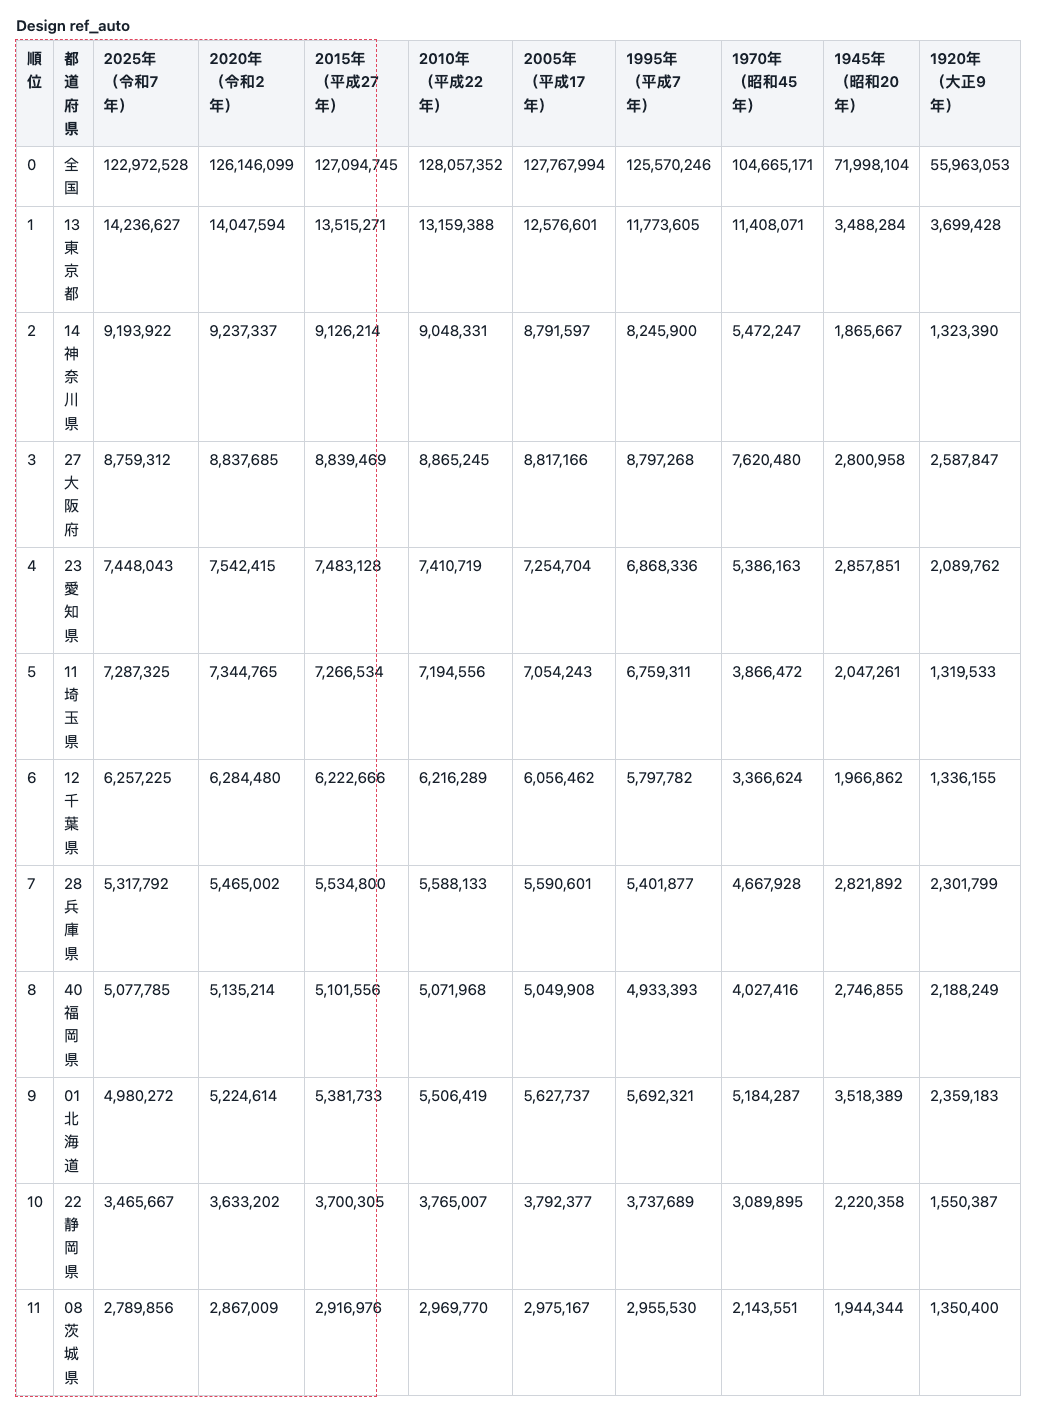 Design ref_auto
順位 都道府県 2025年（令和7年） 2020年（令和2年） 2015年（平成27年） 2010年（平成22年） 2005年（平成17年） 1995年（平成7年） 1970年（昭和45年） 1945年（昭和20年） 1920年（大正9年）
0 全国 122,972,528 126,146,099 127,094,745 128,057,352 127,767,994 125,570,246 104,665,171 71,998,104 55,963,053
1 13東京都 14,236,627 14,047,594 13,515,271 13,159,388 12,576,601 11,773,605 11,408,071 3,488,284 3,699,428
2 14神奈川県 9,193,922 9,237,337 9,126,214 9,048,331 8,791,597 8,245,900 5,472,247 1,865,667 1,323,390
3 27大阪府 8,759,312 8,837,685 8,839,469 8,865,245 8,817,166 8,797,268 7,620,480 2,800,958 2,587,847
4 23愛知県 7,448,043 7,542,415 7,483,128 7,410,719 7,254,704 6,868,336 5,386,163 2,857,851 2,089,762
5 11埼玉県 7,287,325 7,344,765 7,266,534 7,194,556 7,054,243 6,759,311 3,866,472 2,047,261 1,319,533
6 12千葉県 6,257,225 6,284,480 6,222,666 6,216,289 6,056,462 5,797,782 3,366,624 1,966,862 1,336,155
7 28兵庫県 5,317,792 5,465,002 5,534,800 5,588,133 5,590,601 5,401,877 4,667,928 2,821,892 2,301,799
8 40福岡県 5,077,785 5,135,214 5,101,556 5,071,968 5,049,908 4,933,393 4,027,416 2,746,855 2,188,249
9 01北海道 4,980,272 5,224,614 5,381,733 5,506,419 5,627,737 5,692,321 5,184,287 3,518,389 2,359,183
10 22静岡県 3,465,667 3,633,202 3,700,305 3,765,007 3,792,377 3,737,689 3,089,895 2,220,358 1,550,387
11 08茨城県 2,789,856 2,867,009 2,916,976 2,969,770 2,975,167 2,955,530 2,143,551 1,944,344 1,350,400